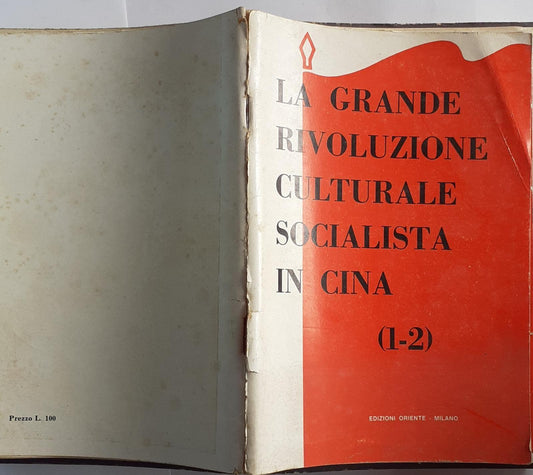 LA GRANDE
RIVOLUZIONE
CULTURALE
SOCIALISTA
IN CINA
(1-2)
EDIZIONI ORIENTE - MILANO
Prezzo L. 100